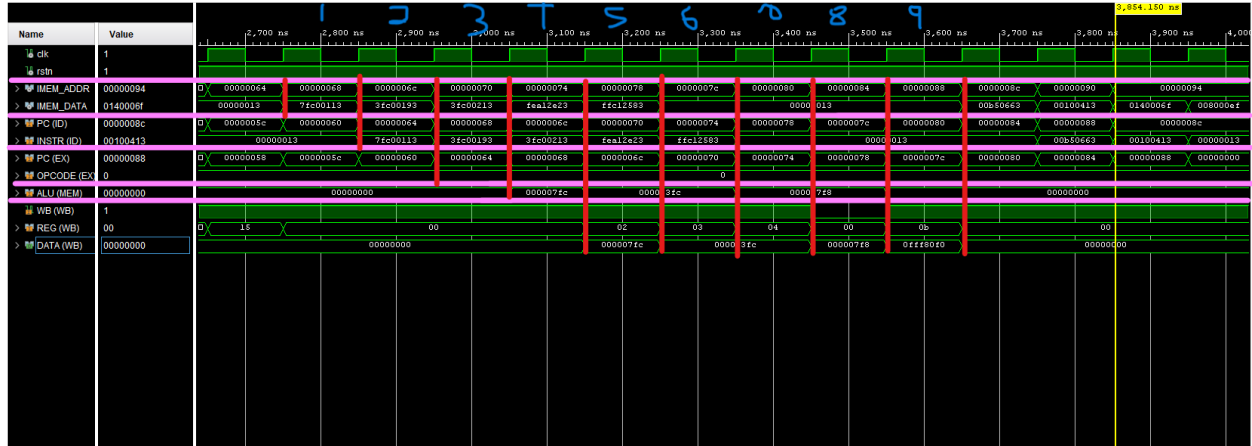 1 2 3 4 5 6 7 8 9
3,854.150 ns
Name Value
2,700 ns 2,800 ns 2,900 ns 3,000 ns 3,100 ns 3,200 ns 3,300 ns 3,400 ns 3,500 ns 3,600 ns 3,700 ns 3,800 ns 3,900 ns 4,000
clk 1
rstn 1
IMEM_ADDR 00000094 00000064 00000068 0000006c 00000070 00000074 00000078 0000007c 00000080 00000084 00000088 0000008c 00000090 00000094
IMEM_DATA 0140006f 00000013 7fc00113 3fc00193 3fc00213 fea12e23 ffc12583 00000013 00b50663 00100413 0140006f 008000ef
PC (ID) 0000008c 0000005c 00000060 00000064 00000068 0000006c 00000070 00000074 00000078 0000007c 00000080 00000084 00000088 0000008c
INSTR (ID) 00100413 00000013 7fc00113 3fc00193 3fc00213 fea12e23 ffc12583 00000013 00b50663 00100413 00000013
PC (EX) 00000088 00000058 0000005c 00000060 00000064 00000068 0000006c 00000070 00000074 00000078 0000007c 00000080 00000084 00000088 00000000
OPCODE (EX) 0 0
ALU (MEM) 00000000 00000000 000007fc 000003fc 000007f8 00000000
WB (WB) 1
REG (WB) 00 15 00 02 03 04 00 0b 00
DATA (WB) 00000000 00000000 000007fc 000003fc 000007f8 0fff80f0 00000000